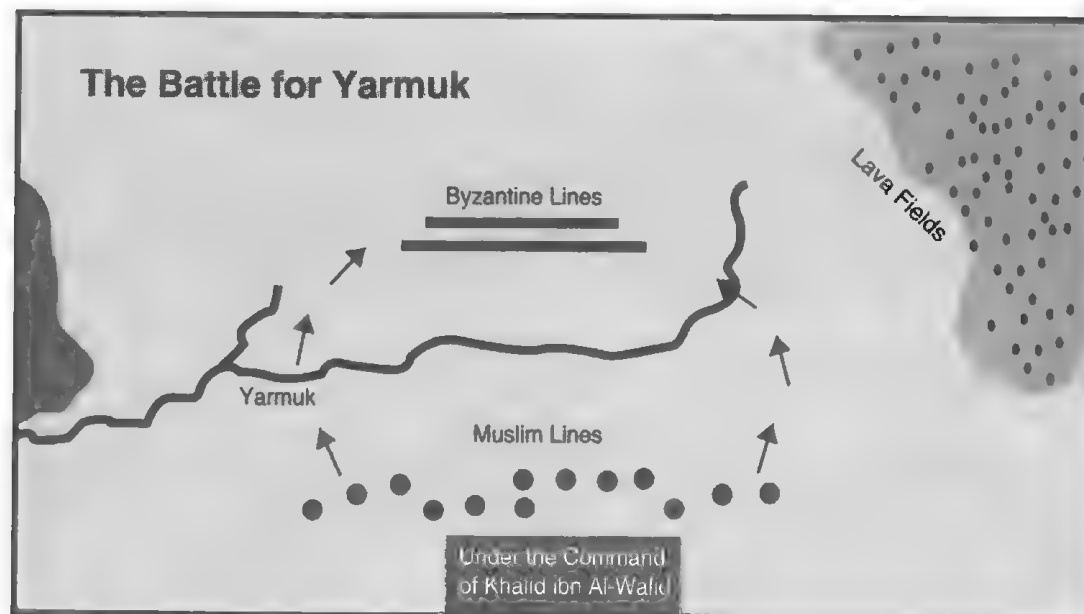 The Battle for Yarmuk
Lava Fields
Byzantine Lines
Yarmuk
Muslim Lines
Under the Command
of Khalid ibn Al-Walid